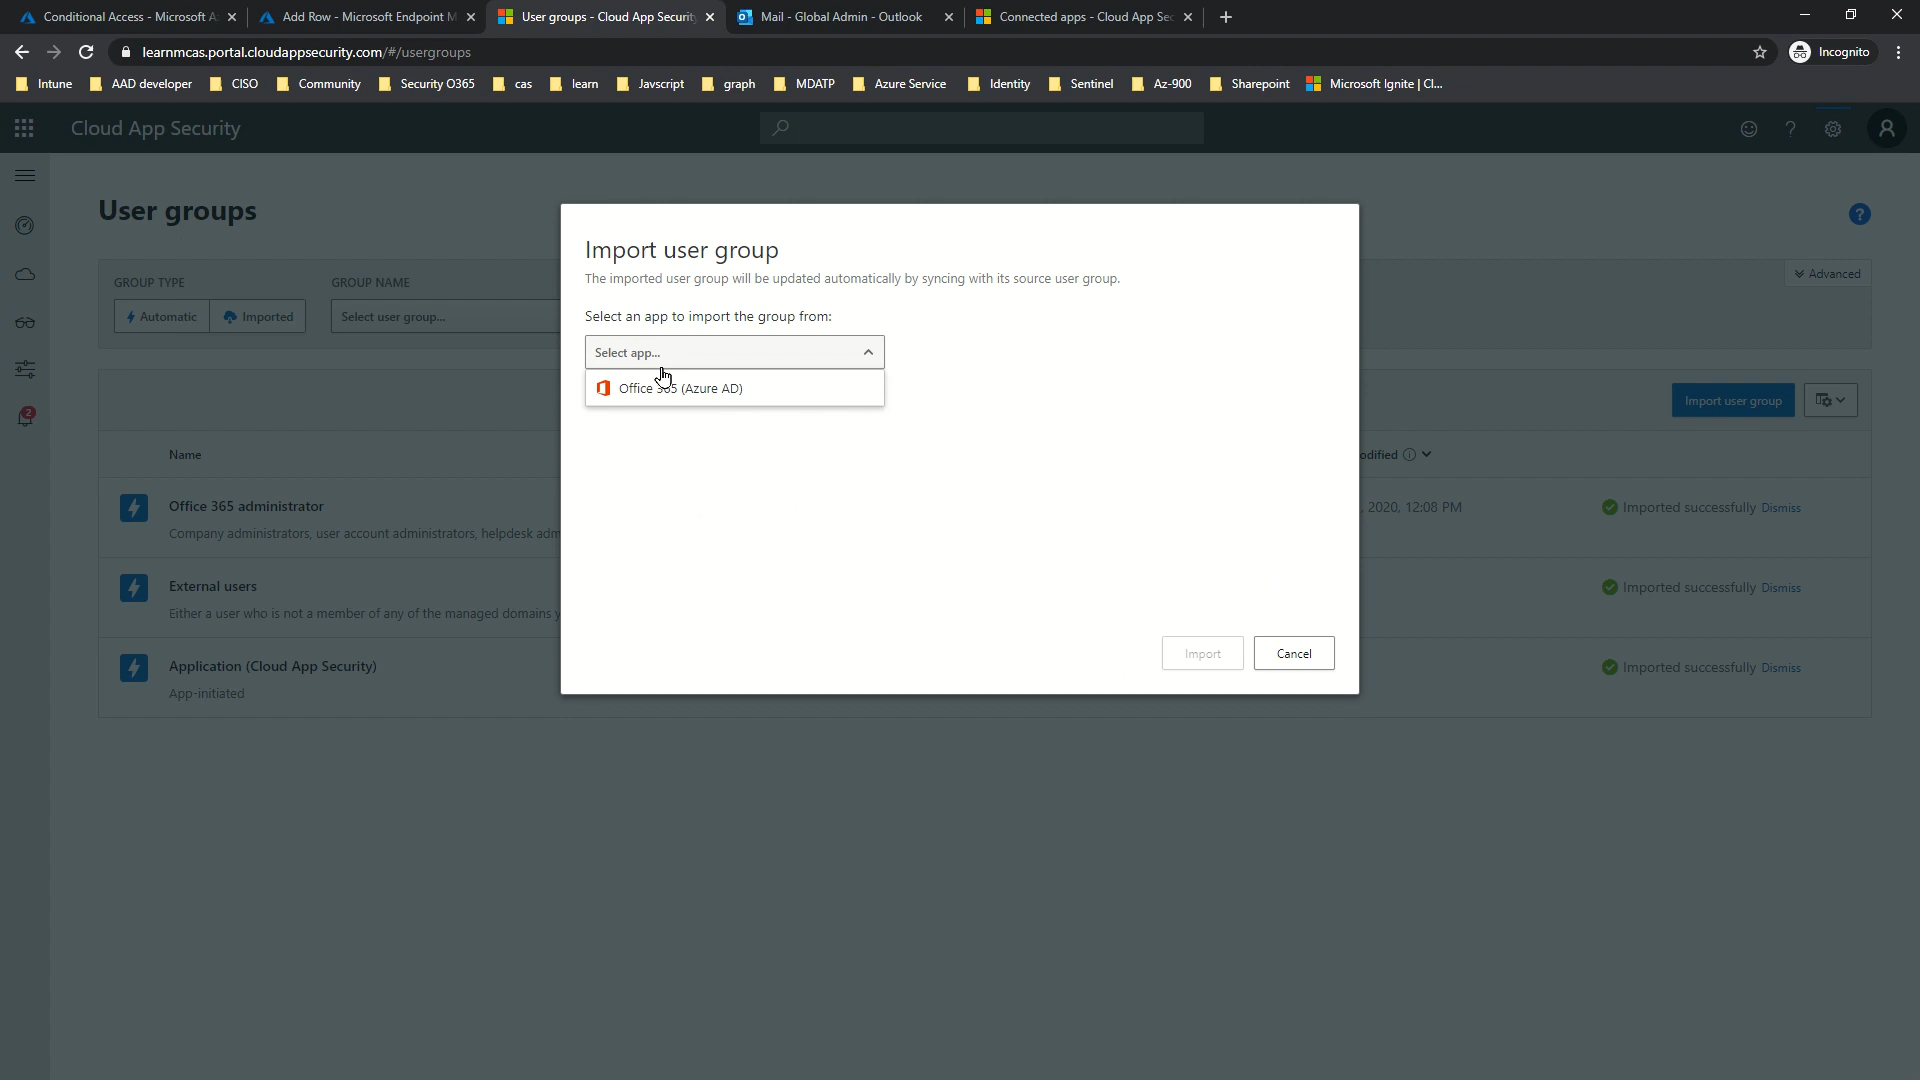 Conditional Access - Microsoft A
Add Row - Microsoft Endpoint M
User groups - Cloud App Security
Mail - Global Admin - Outlook
Connected apps - Cloud App Sec
learnmcas.portal.cloudappsecurity.com/#/usergroups
Incognito
Intune
AAD developer
CISO
Community
Security O365
cas
learn
Javscript
graph
MDATP
Azure Service
Identity
Sentinel
Az-900
Sharepoint
Microsoft Ignite | Cl...
Cloud App Security
?
User groups
?
GROUP TYPE
GROUP NAME
Automatic
Imported
Select user group...
Advanced
Import user group
The imported user group will be updated automatically by syncing with its source user group.
Select an app to import the group from:
Select app...
Office 365 (Azure AD)
Import
Cancel
Import user group
Name
odified
2
Office 365 administrator
Company administrators, user account administrators, helpdesk adm
, 2020, 12:08 PM
Imported successfully Dismiss
External users
Either a user who is not a member of any of the managed domains y
Imported successfully Dismiss
Application (Cloud App Security)
App-initiated
Imported successfully Dismiss